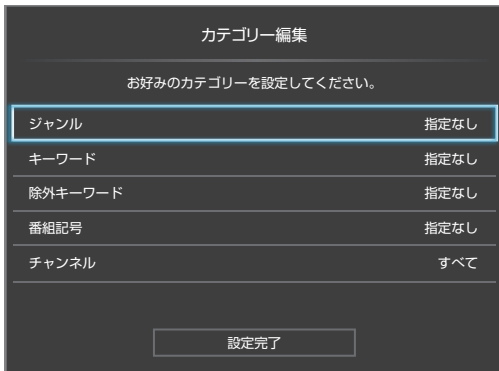 カテゴリー編集
お好みのカテゴリーを設定してください。
ジャンル 指定なし
キーワード 指定なし
除外キーワード 指定なし
番組記号 指定なし
チャンネル すべて
設定完了